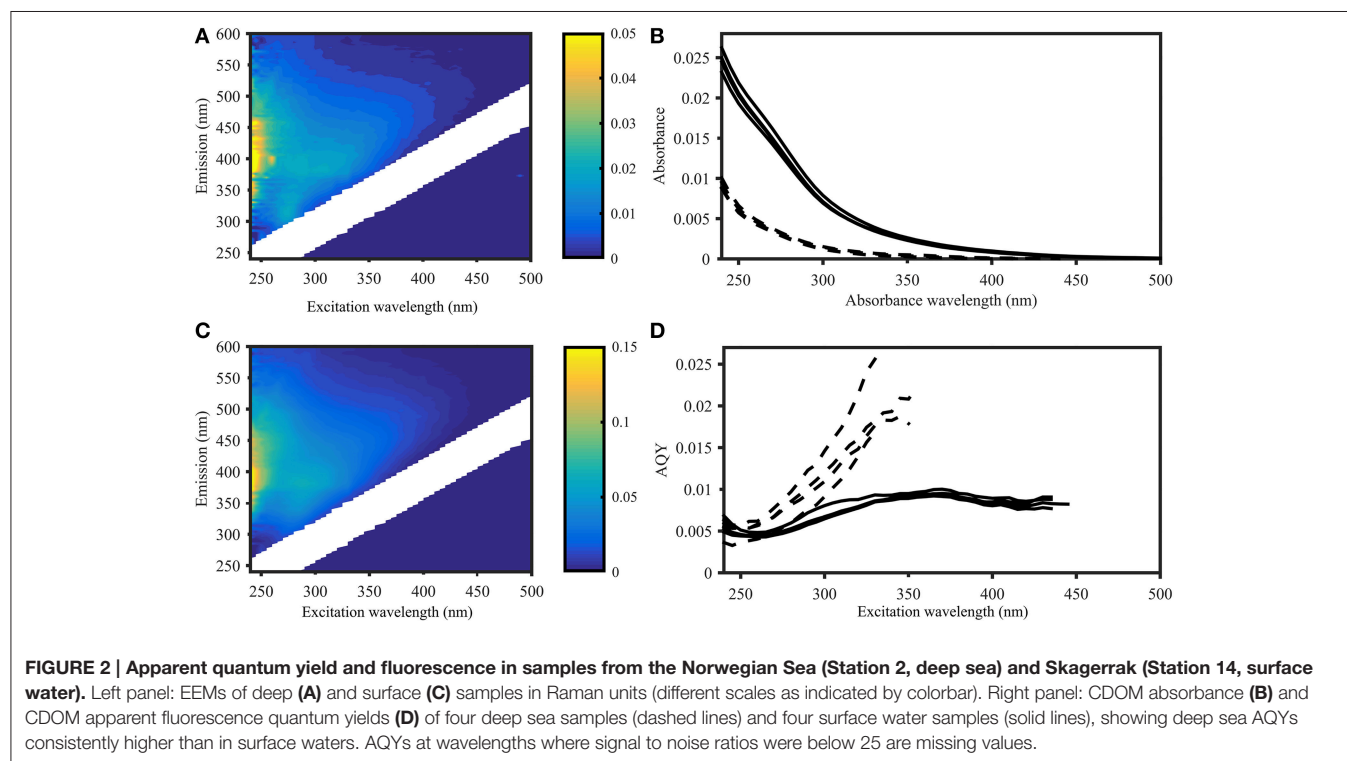 A
600
550
500
450
400
350
300
250
Emission (nm)
250 300 350 400 450 500
Excitation wavelength (nm)
0.05
0.04
0.03
0.02
0.01
0
B
0.025
0.02
0.015
0.01
0.005
0
Absorbance
250 300 350 400 450 500
Absorbance wavelength (nm)
C
600
550
500
450
400
350
300
250
Emission (nm)
250 300 350 400 450 500
Excitation wavelength (nm)
0.15
0.1
0.05
0
D
0.025
0.02
0.015
0.01
0.005
0
AQY
250 300 350 400 450 500
Excitation wavelength (nm)
FIGURE 2 | Apparent quantum yield and fluorescence in samples from the Norwegian Sea (Station 2, deep sea) and Skagerrak (Station 14, surface
water). Left panel: EEMs of deep (A) and surface (C) samples in Raman units (different scales as indicated by colorbar). Right panel: CDOM absorbance (B) and
CDOM apparent fluorescence quantum yields (D) of four deep sea samples (dashed lines) and four surface water samples (solid lines), showing deep sea AQYs
consistently higher than in surface waters. AQYs at wavelengths where signal to noise ratios were below 25 are missing values.